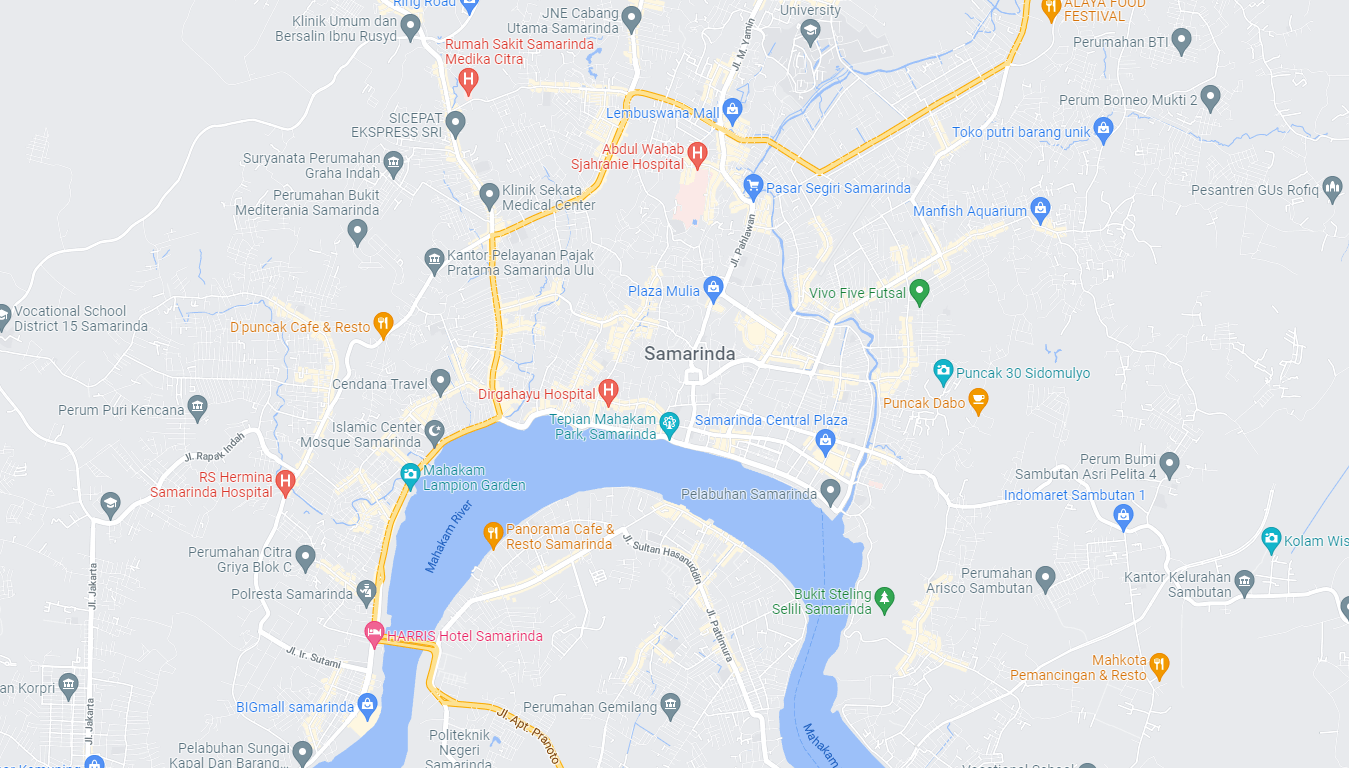 Ring Road
Klinik Umum dan
Bersalin Ibnu Rusyd
JNE Cabang
Utama Samarinda
University
ALAYA FOOD
FESTIVAL
Jl. M. Yamin
Perumahan BTI
Rumah Sakit Samarinda
Medika Citra
Perum Borneo Mukti 2
Lembuswana Mall
SICEPAT
EKSPRESS SRI
Toko putri barang unik
Abdul Wahab
Sjahranie Hospital
Suryanata Perumahan
Graha Indah
Klinik Sekata
Medical Center
Pasar Segiri Samarinda
Pesantren GUs Rofiq
Perumahan Bukit
Mediterania Samarinda
Manfish Aquarium
Jl. Pahlawan
Kantor Pelayanan Pajak
Pratama Samarinda Ulu
Plaza Mulia
Vivo Five Futsal
Vocational School
District 15 Samarinda
D'puncak Cafe & Resto
Samarinda
Puncak 30 Sidomulyo
Cendana Travel
Dirgahayu Hospital
Puncak Dabo
Perum Puri Kencana
Tepian Mahakam
Park, Samarinda
Samarinda Central Plaza
Islamic Center
Mosque Samarinda
Jl. Rapak Indah
Perum Bumi
Sambutan Asri Pelita 4
RS Hermina
Samarinda Hospital
Mahakam
Lampion Garden
Pelabuhan Samarinda
Indomaret Sambutan 1
Mahakam River
Panorama Cafe &
Resto Samarinda
Kolam Wis
Jl. Sultan Hasanuddin
Perumahan Citra
Griya Blok C
Jl. Jakarta
Polresta Samarinda
Bukit Steling
Selili Samarinda
Perumahan
Arisco Sambutan
Kantor Kelurahan
Sambutan
HARRIS Hotel Samarinda
Jl. Pattimura
Jl. Ir. Sutami
Mahkota
Pemancingan & Resto
an Korpri
BIGmall samarinda
Perumahan Gemilang
Jl. Jakarta
Jl. Apt. Pranoto
Politeknik
Negeri
Samarinda
Mahakam
Pelabuhan Sungai
Kapal Dan Barang...